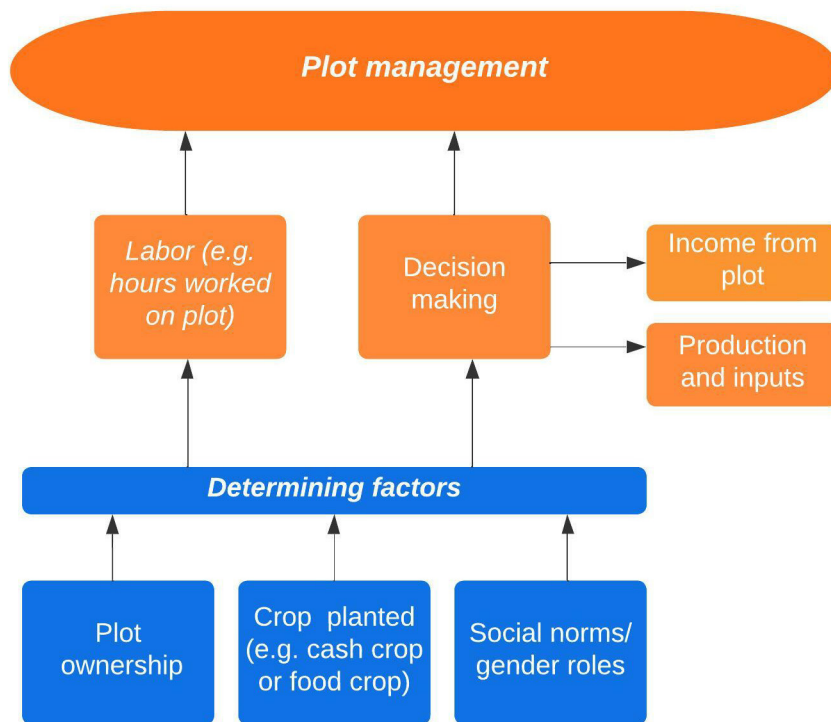 Plot management
Labor (e.g.
hours worked
on plot)
Decision
making
Income from
plot
Production
and inputs
Determining factors
Plot
ownership
Crop planted
(e.g. cash crop
or food crop)
Social norms/
gender roles